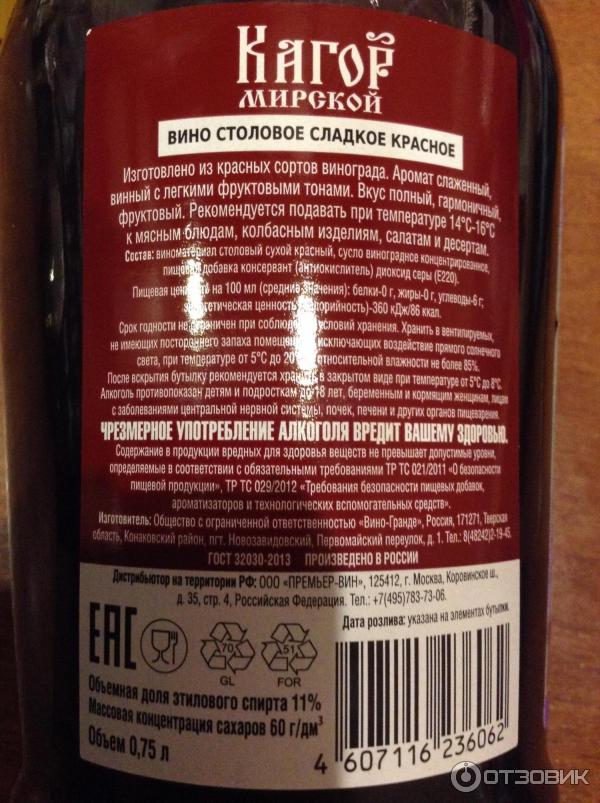 Кагор
мирской
ВИНО СТОЛОВОЕ СЛАДКОЕ КРАСНОЕ
Изготовлено из красных сортов винограда. Аромат слаженный,
винный с легкими фруктовыми тонами. Вкус полный, гармоничный,
фруктовый. Рекомендуется подавать при температуре 14°С-16°С
к мясным блюдам, колбасным изделиям, салатам и десертам.
Состав: виноматериал столовый сухой красный, сусло виноградное концентрированное,
пищевая добавка консервант (антиокислитель) диоксид серы (Е220).
Пищевая ценность на 100 мл (средние значения): белки-0 г, жиры-0 г, углеводы-6 г;
энергетическая ценность (калорийность)-360 кДж/86 ккал.
Срок годности не ограничен при соблюдении условий хранения. Хранить в вентилируемых,
не имеющих постороннего запаха помещениях, исключающих воздействие прямого солнечного
света, при температуре от 5°С до 20°С и относительной влажности не более 85%.
После вскрытия бутылку рекомендуется хранить в закрытом виде при температуре от 5°С до 8°С.
Алкоголь противопоказан детям и подросткам до 18 лет, беременным и кормящим женщинам, лицам
с заболеваниями центральной нервной системы, почек, печени и других органов пищеварения.
ЧРЕЗМЕРНОЕ УПОТРЕБЛЕНИЕ АЛКОГОЛЯ ВРЕДИТ ВАШЕМУ ЗДОРОВЬЮ.
Содержание в продукции вредных для здоровья веществ не превышает допустимые уровни,
определяемые в соответствии с обязательными требованиями ТР ТС 021/2011 «О безопасности
пищевой продукции», ТР ТС 029/2012 «Требования безопасности пищевых добавок,
ароматизаторов и технологических вспомогательных средств».
Изготовитель: Общество с ограниченной ответственностью «Вино-Гранде», Россия, 171271, Тверская
область, Конаковский район, пгт. Новозавидовский, Первомайский переулок, д. 1. Тел.: 8(48242)2-19-45.
ГОСТ 32030-2013 ПРОИЗВЕДЕНО В РОССИИ
Дистрибьютор на территории РФ: ООО «ПРЕМЬЕР-ВИН», 125412, г. Москва, Коровинское ш.,
д. 35, стр. 4, Российская Федерация. Тел.: +7(495)783-73-06.
Дата розлива: указана на элементах бутылки.
ЕАС
70
GL
51
FOR
Объемная доля этилового спирта 11%
Массовая концентрация сахаров 60 г/дм³
Объем 0,75 л
4 607116 236062
ОТЗОВИК